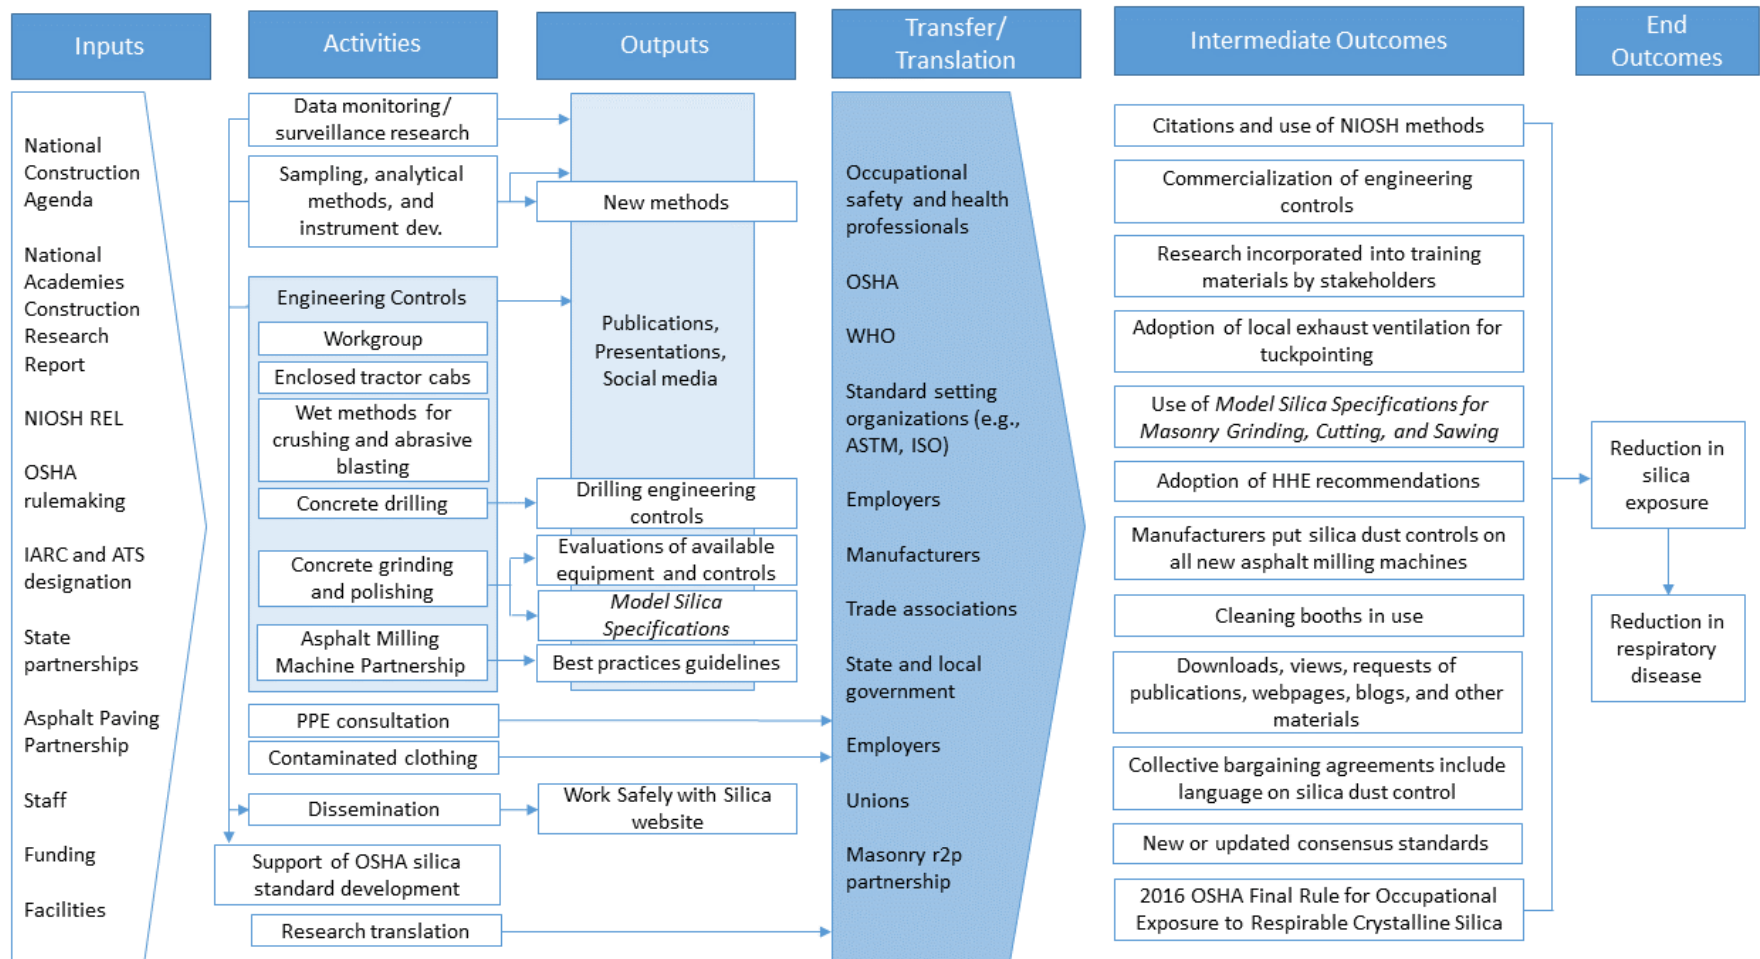 Inputs
Activities
Outputs
Transfer/
Translation
Intermediate Outcomes
End
Outcomes
National
Construction
Agenda
National
Academies
Construction
Research
Report
NIOSH REL
OSHA
rulemaking
IARC and ATS
designation
State
partnerships
Asphalt Paving
Partnership
Staff
Funding
Facilities
Data monitoring/
surveillance research
Sampling, analytical
methods, and
instrument dev.
Engineering Controls
Workgroup
Enclosed tractor cabs
Wet methods for
crushing and abrasive
blasting
Concrete drilling
Concrete grinding
and polishing
Asphalt Milling
Machine Partnership
PPE consultation
Contaminated clothing
Dissemination
Support of OSHA silica
standard development
Research translation
New methods
Publications,
Presentations,
Social media
Drilling engineering
controls
Evaluations of available
equipment and controls
Model Silica
Specifications
Best practices guidelines
Work Safely with Silica
website
Occupational
safety and health
professionals
OSHA
WHO
Standard setting
organizations (e.g.,
ASTM, ISO)
Employers
Manufacturers
Trade associations
State and local
government
Employers
Unions
Masonry r2p
partnership
Citations and use of NIOSH methods
Commercialization of engineering
controls
Research incorporated into training
materials by stakeholders
Adoption of local exhaust ventilation for
tuckpointing
Use of Model Silica Specifications for
Masonry Grinding, Cutting, and Sawing
Adoption of HHE recommendations
Manufacturers put silica dust controls on
all new asphalt milling machines
Cleaning booths in use
Downloads, views, requests of
publications, webpages, blogs, and other
materials
Collective bargaining agreements include
language on silica dust control
New or updated consensus standards
2016 OSHA Final Rule for Occupational
Exposure to Respirable Crystalline Silica
Reduction in
silica
exposure
Reduction in
respiratory
disease